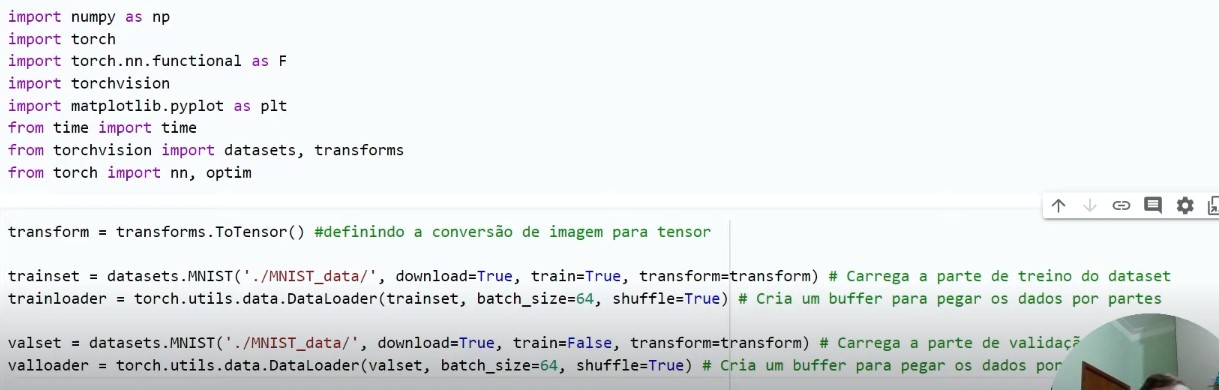 import numpy as np
import torch
import torch.nn.functional as F
import torchvision
import matplotlib.pyplot as plt
from time import time
from torchvision import datasets, transforms
from torch import nn, optim
transform = transforms.ToTensor() #definindo a conversão de imagem para tensor
trainset = datasets.MNIST('./MNIST_data/', download=True, train=True, transform=transform) # Carrega a parte de treino do dataset
trainloader = torch.utils.data.DataLoader(trainset, batch_size=64, shuffle=True) # Cria um buffer para pegar os dados por partes
valset = datasets.MNIST('./MNIST_data/', download=True, train=False, transform=transform) # Carrega a parte de
valloader = torch.utils.data.DataLoader(valset, batch_size=64, shuffle=True) # Cria um buffer para pegar os dados por